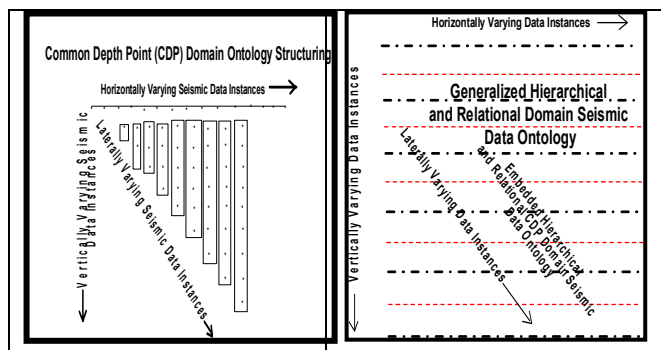 Common Depth Point (CDP) Domain Ontology Structuring
Horizontally Varying Seismic Data Instances
Vertically Varying Seismic
Data Instances
Laterally Varying Seismic Data Instances
Horizontally Varying Data Instances
Vertically Varying Data Instances
Generalized Hierarchical
and Relational Domain Seismic
Data Ontology
Laterally Varying Data Instances
Embedded Hierarchical
and Relational CDP Domain Seismic
Data Ontology